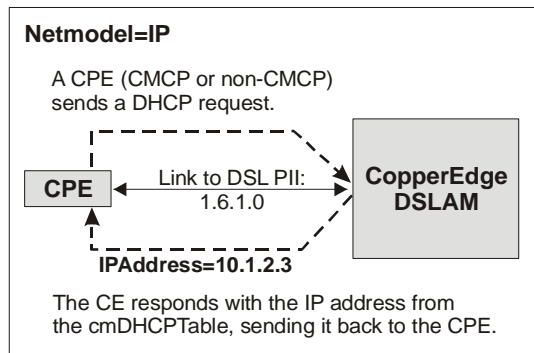 Netmodel=IP
A CPE (CMCP or non-CMCP)
sends a DHCP request.
CPE
Link to DSL PII:
1.6.1.0
CopperEdge
DSLAM
IPAddress=10.1.2.3
The CE responds with the IP address from
the cmDHCPTable, sending it back to the CPE.